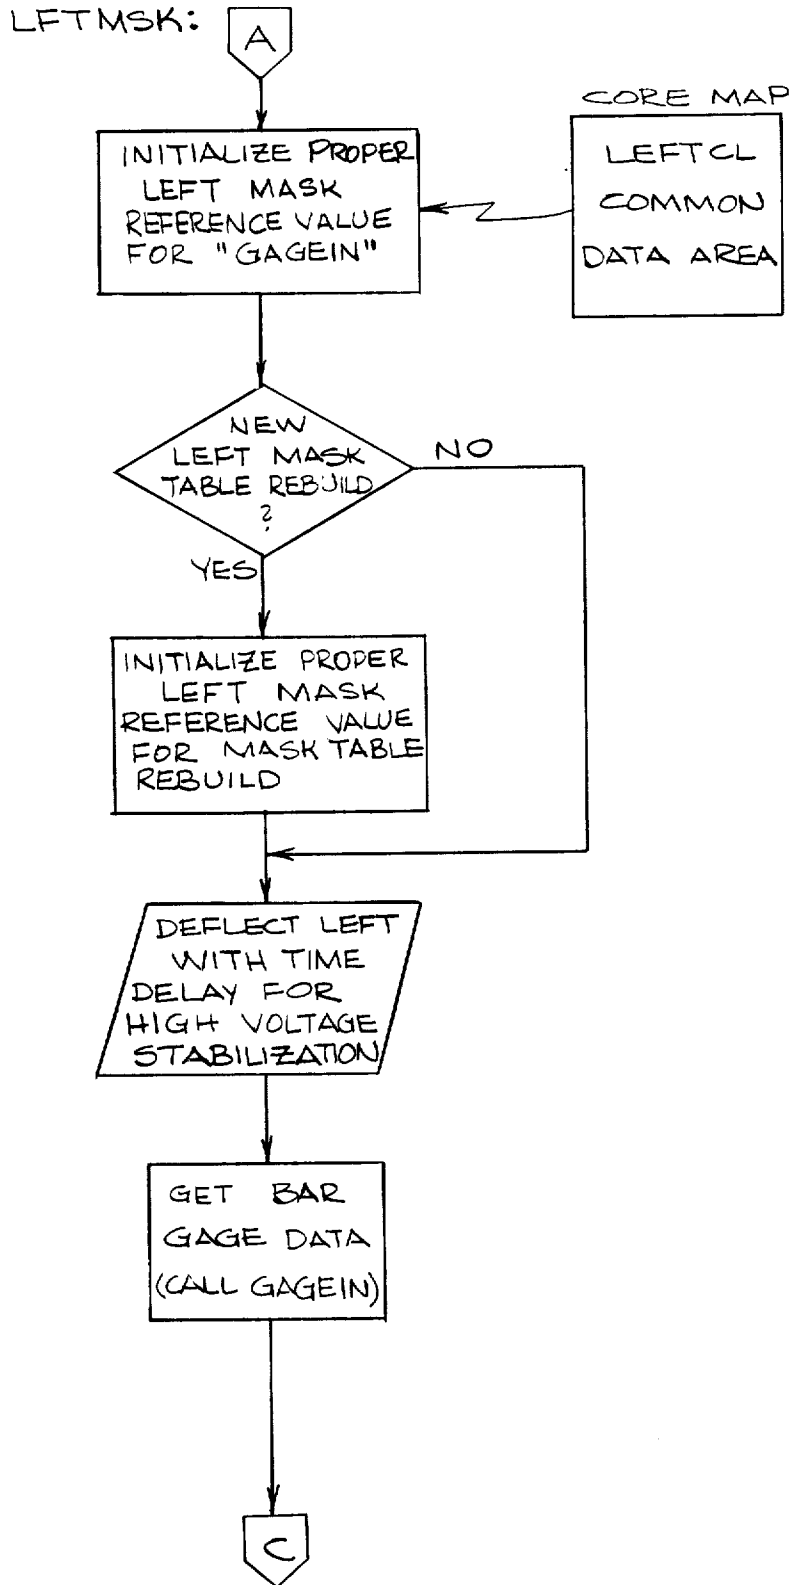 LFTMSK:
A
CORE MAP
INITIALIZE PROPER
LEFT MASK
REFERENCE VALUE
FOR "GAGEIN"
LEFTCL
COMMON
DATA AREA
NEW
LEFT MASK
TABLE REBUILD
?
NO
YES
INITIALIZE PROPER
LEFT MASK
REFERENCE VALUE
FOR MASK TABLE
REBUILD
DEFLECT LEFT
WITH TIME
DELAY FOR
HIGH VOLTAGE
STABILIZATION
GET BAR
GAGE DATA
(CALL GAGEIN)
C